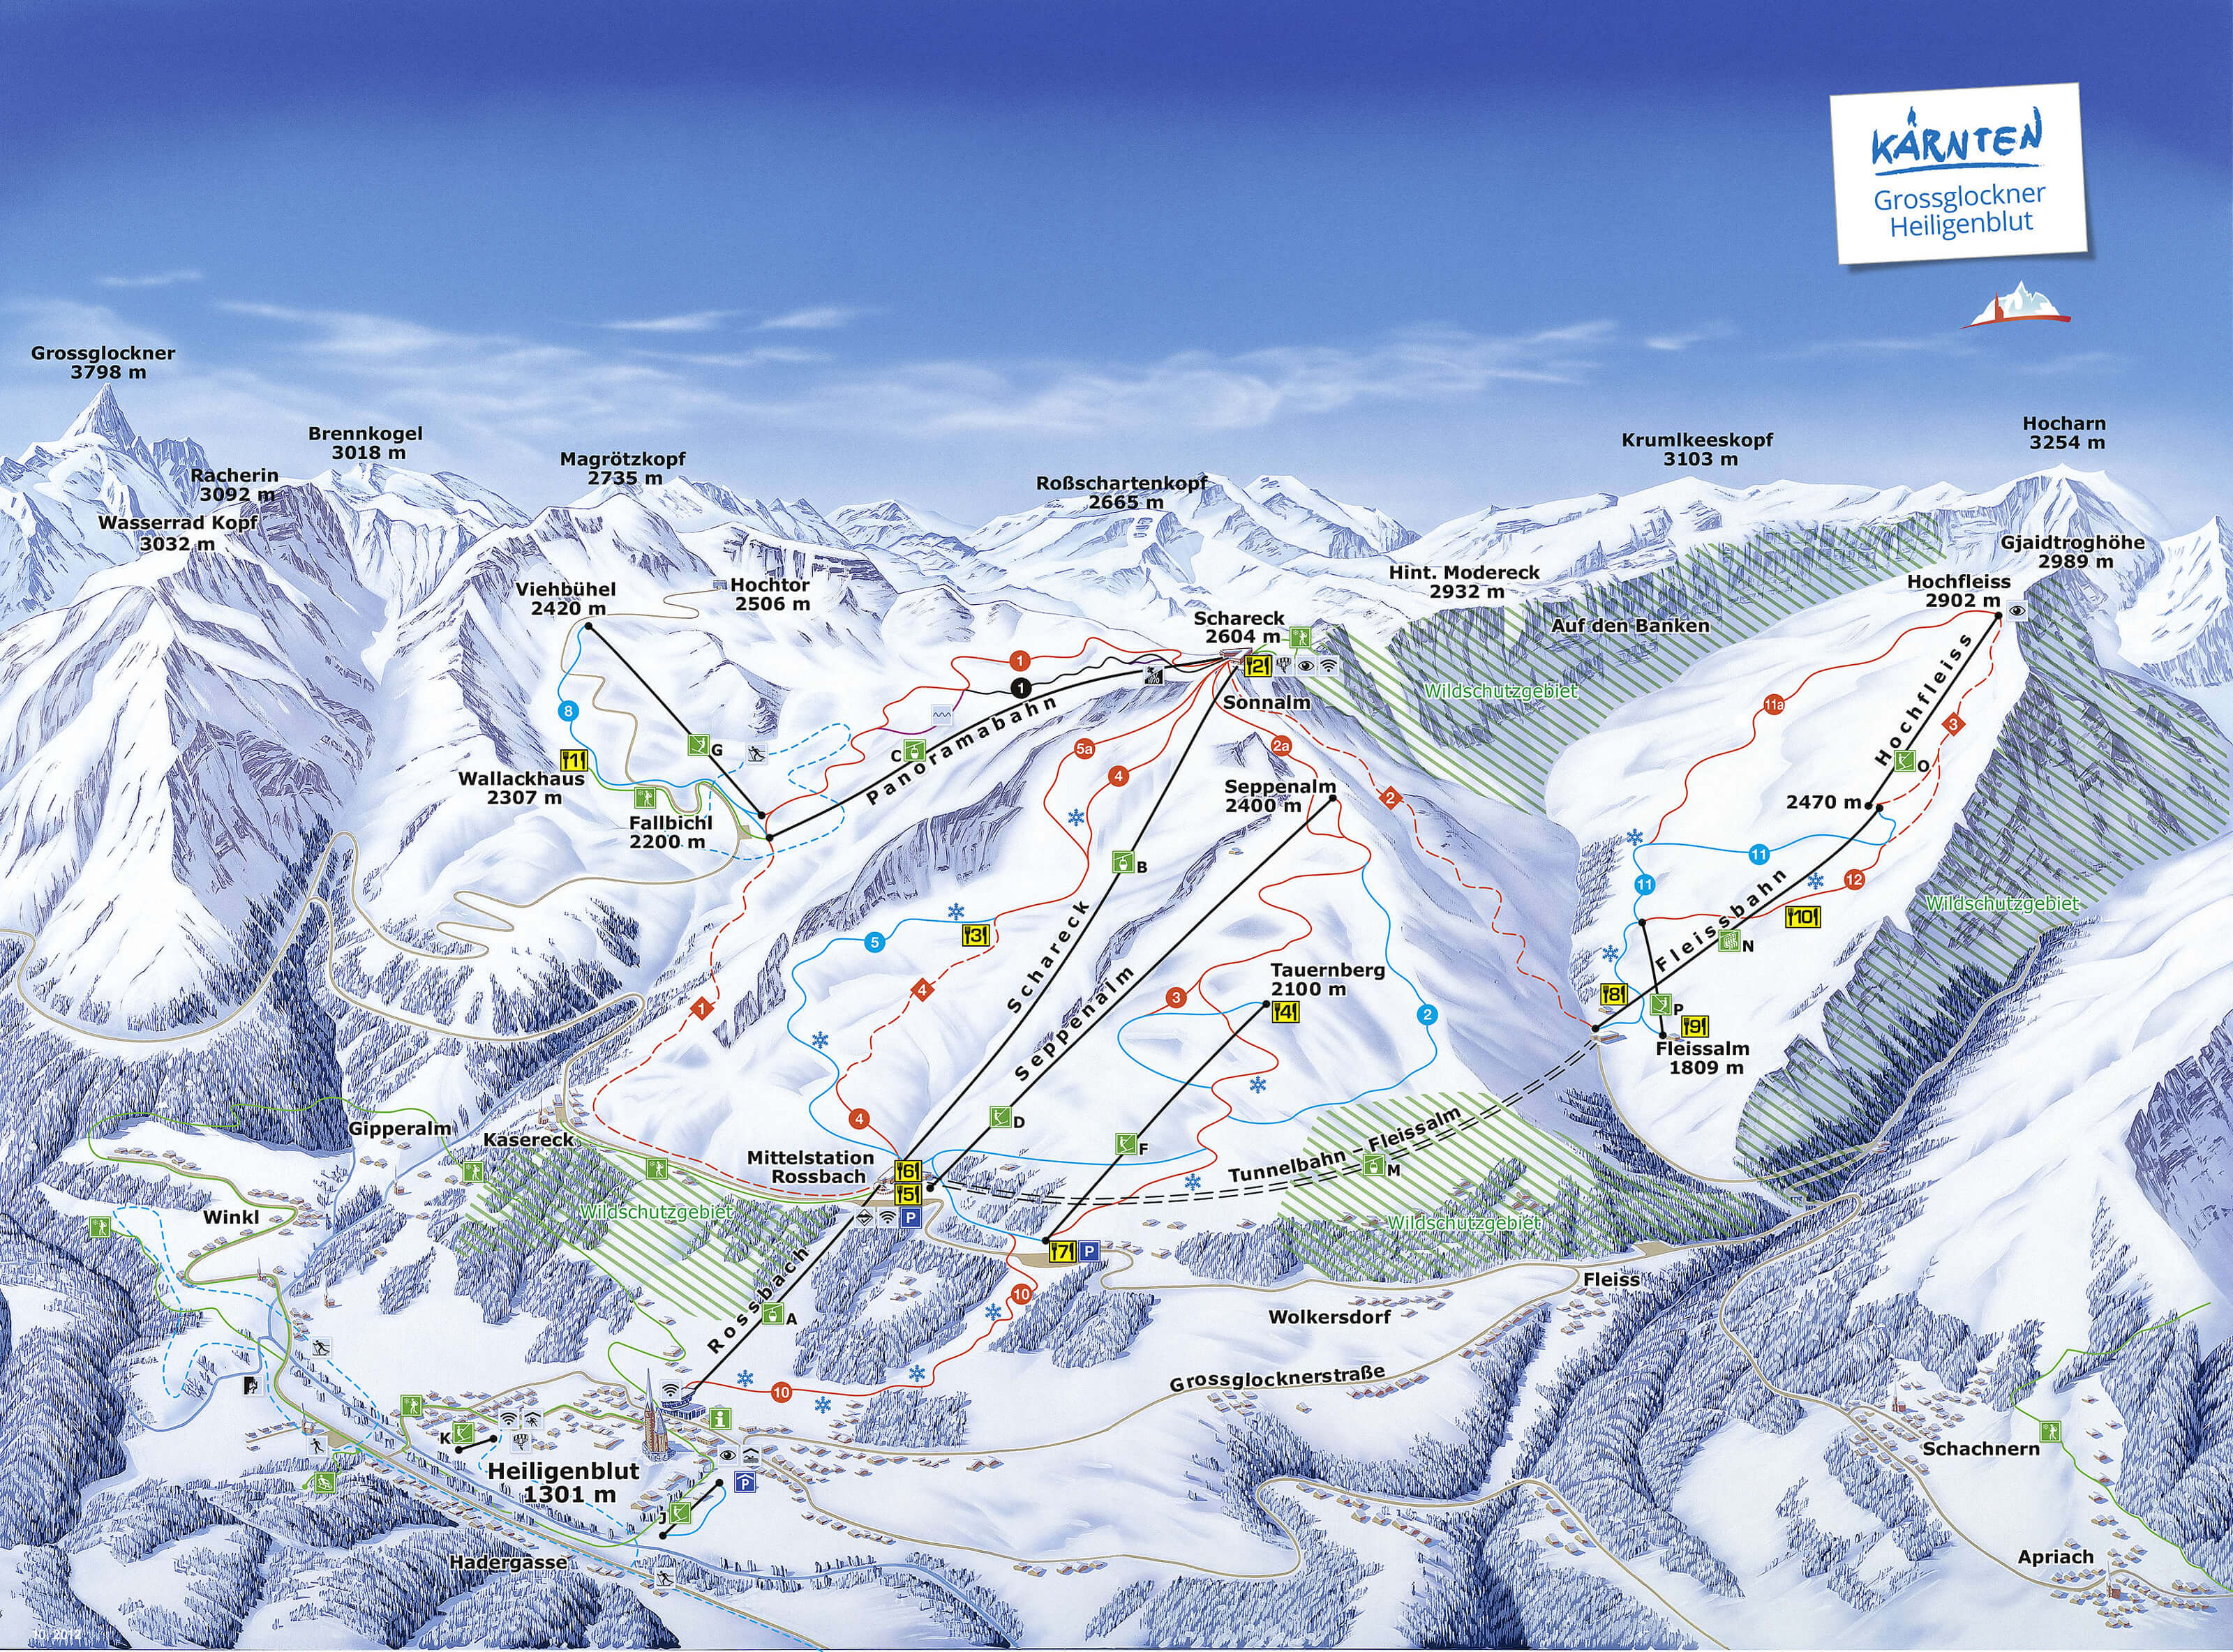 KÄRNTEN
Grossglockner
Heiligenblut
Grossglockner
3798 m
Brennkogel
3018 m
Racherin
3092 m
Wasserrad Kopf
3032 m
Magrötzkopf
2735 m
Roßschartenkopf
2665 m
Krumlkeeskopf
3103 m
Hocharn
3254 m
Gjaidtroghöhe
2989 m
Hint. Modereck
2932 m
Hochfleiss
2902 m
Auf den Banken
Viehbühel
2420 m
Hochtor
2506 m
Schareck
2604 m
2
Sonnalm
Wildschutzgebiet
1
1
8
1
G
C
Panoramabahn
5a
4
2a
2
11a
3
Hochfleiss
O
2470 m
Wallackhaus
2307 m
Fallbichl
2200 m
Seppenalm
2400 m
B
11
11
12
10
Wildschutzgebiet
Fleissbahn
N
5
3
4
1
Schareck
Seppenalm
3
Tauernberg
2100 m
4
2
8
P
9
Fleissalm
1809 m
4
D
F
Gipperalm
Kasereck
Mittelstation
Rossbach
6
5
P
Tunnelbahn - Fleissalm
M
Wildschutzgebiet
Wildschutzgebiet
7
P
Winkl
Rossbach
A
10
10
Fleiss
Wolkersdorf
Grossglocknerstraße
i
K
Heiligenblut
1301 m
P
J
Hadergasse
Schachnern
Apriach
10_2012